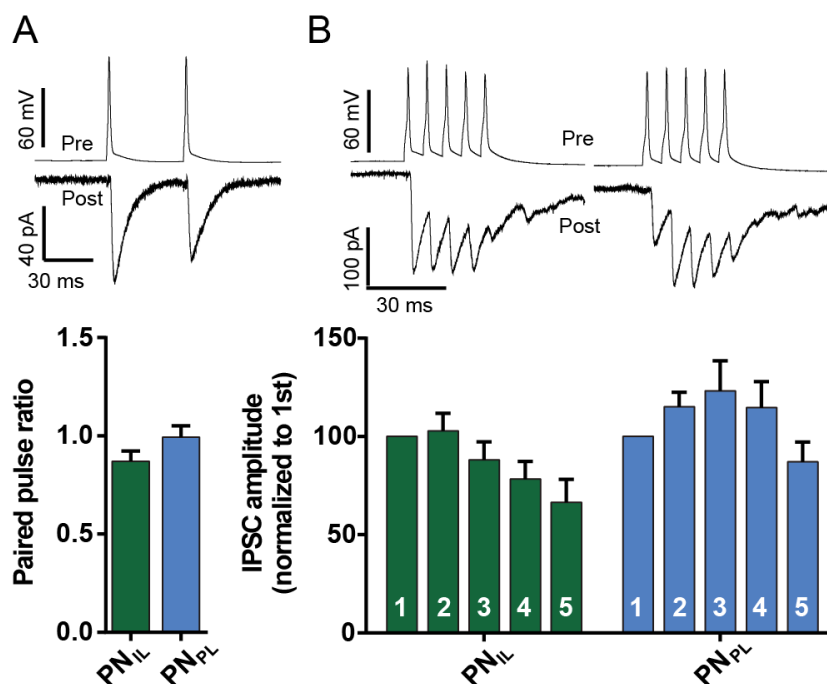 A
60 mV
Pre
Post
40 pA
30 ms
B
60 mV
Pre
Post
100 pA
30 ms
1.5
1.0
0.5
0.0
Paired pulse ratio
PNIL
PNPL
150
100
50
0
IPSC amplitude
(normalized to 1st)
1 2 3 4 5
1 2 3 4 5
PNIL
PNPL